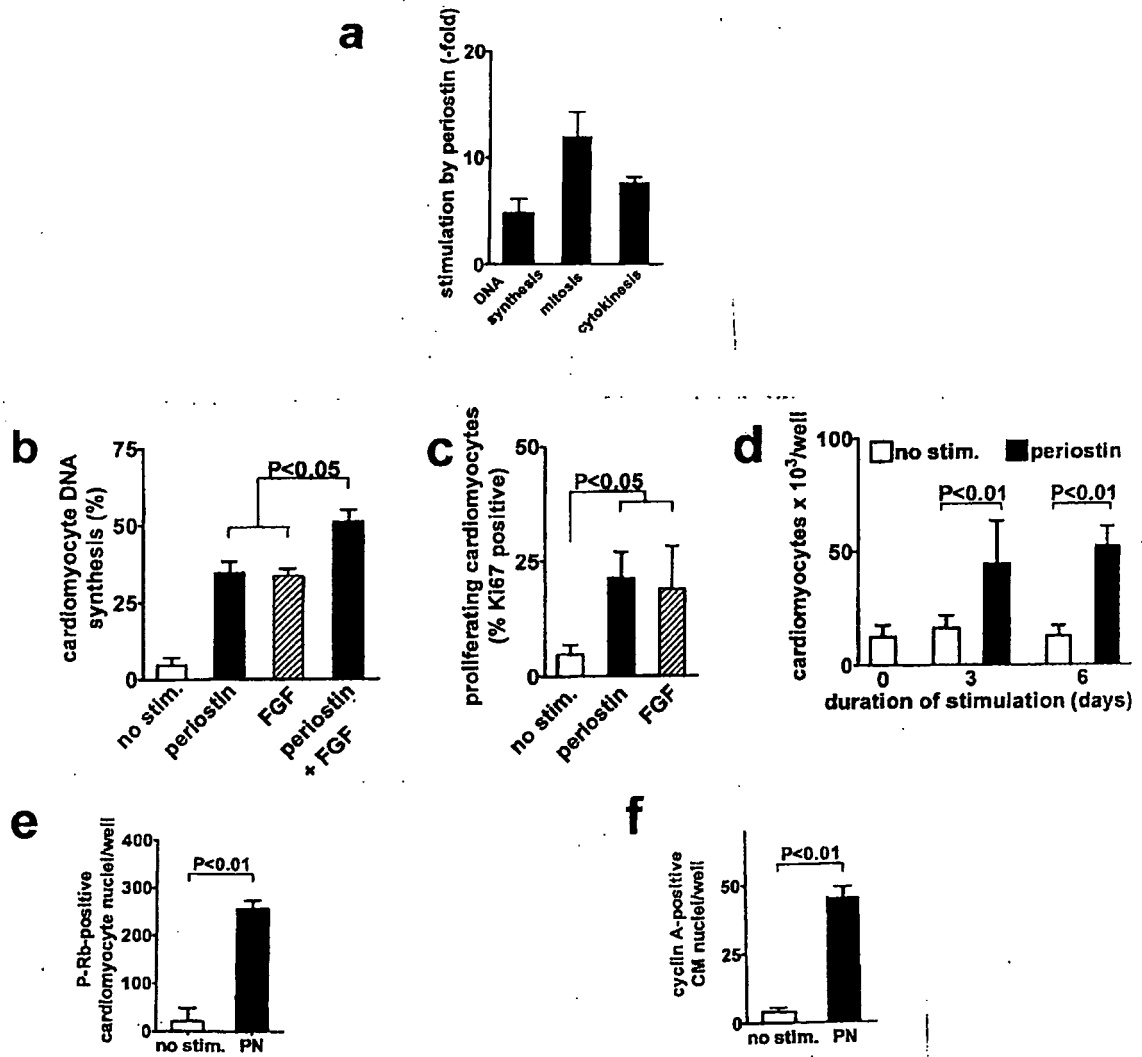 a
stimulation by periostin (-fold)
20
10
0
DNA
synthesis
mitosis
cytokinesis
b
cardiomyocyte DNA
synthesis (%)
75
50
25
0
P<0.05
no stim.
periostin
FGF
periostin
+ FGF
c
proliferating cardiomyocytes
(% Ki67 positive)
50
25
0
P<0.05
no stim.
periostin
FGF
d
cardiomyocytes x 10³/well
100
50
0
no stim. periostin
P<0.01 P<0.01
0 3 6
duration of stimulation (days)
e
P-Rb-positive
cardiomyocyte nuclei/well
400
300
200
100
0
P<0.01
no stim. PN
f
cyclin A-positive
CM nuclei/well
50
25
0
P<0.01
no stim. PN